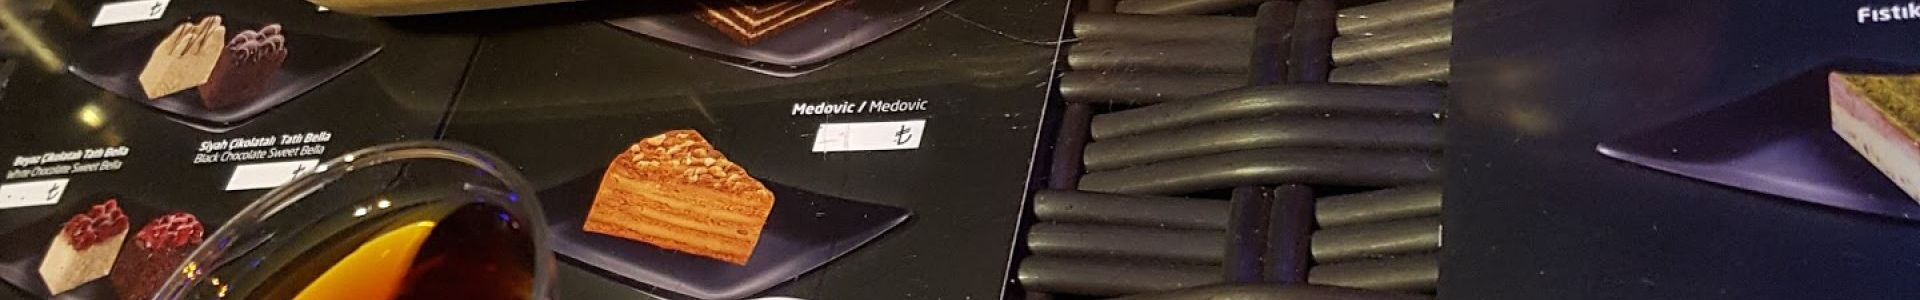 ₺
Beyaz Çikolatalı Tatlı Bella
White Chocolate Sweet Bella
₺
Siyah Çikolatalı Tatlı Bella
Black Chocolate Sweet Bella
₺
Medovic / Medovic
₺
Fıstık